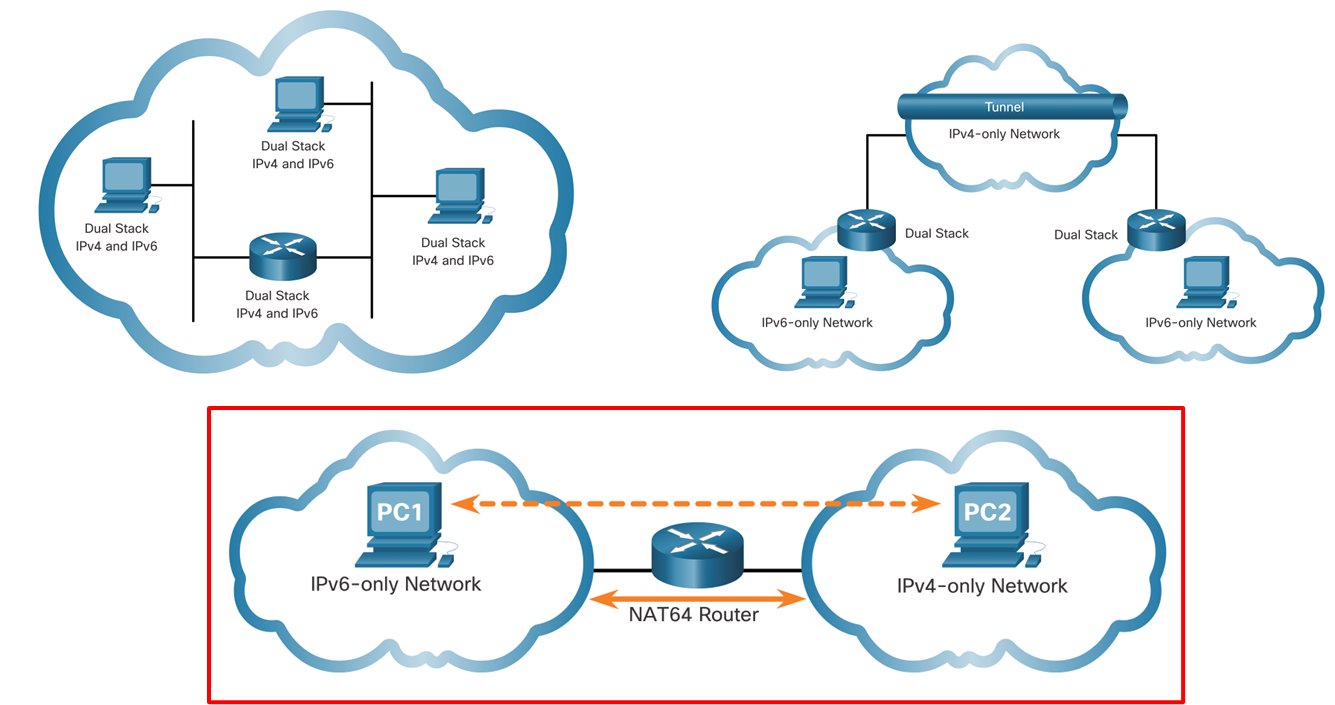 Dual Stack
IPv4 and IPv6
Dual Stack
IPv4 and IPv6
Dual Stack
IPv4 and IPv6
Dual Stack
IPv4 and IPv6
Tunnel
IPv4-only Network
Dual Stack
Dual Stack
IPv6-only Network
IPv6-only Network
PC1
PC2
IPv6-only Network
IPv4-only Network
NAT64 Router